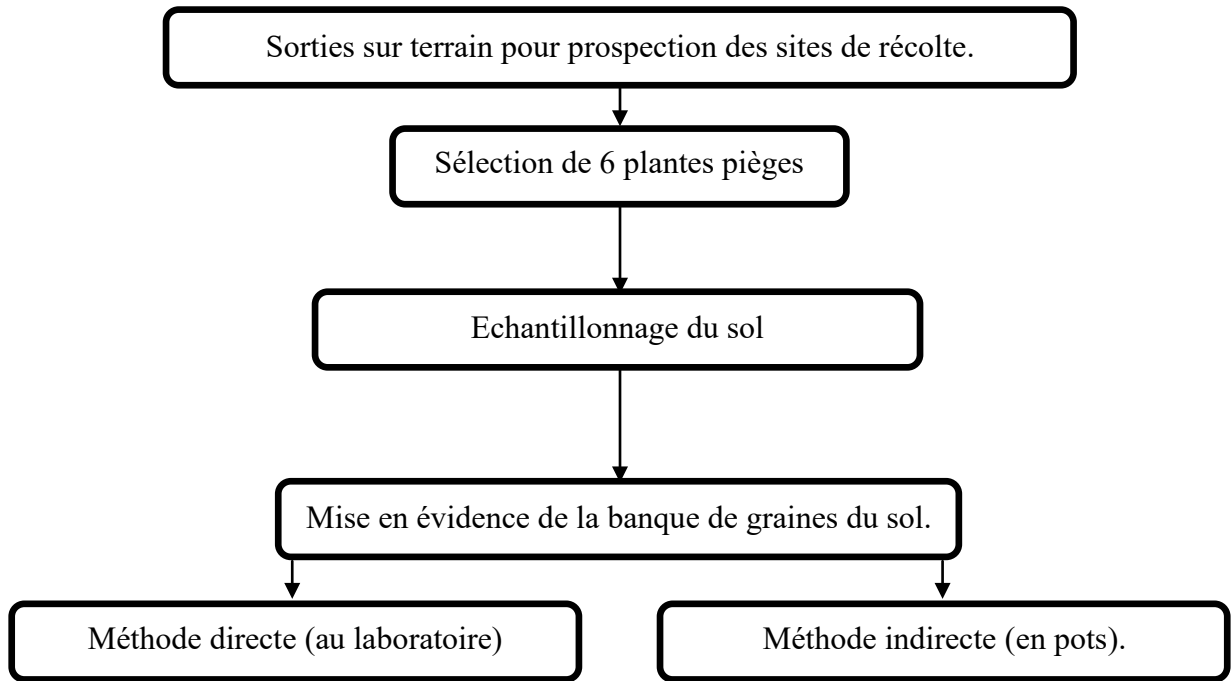 Sorties sur terrain pour prospection des sites de récolte.
Sélection de 6 plantes pièges
Echantillonnage du sol
Mise en évidence de la banque de graines du sol.
Méthode directe (au laboratoire)
Méthode indirecte (en pots).